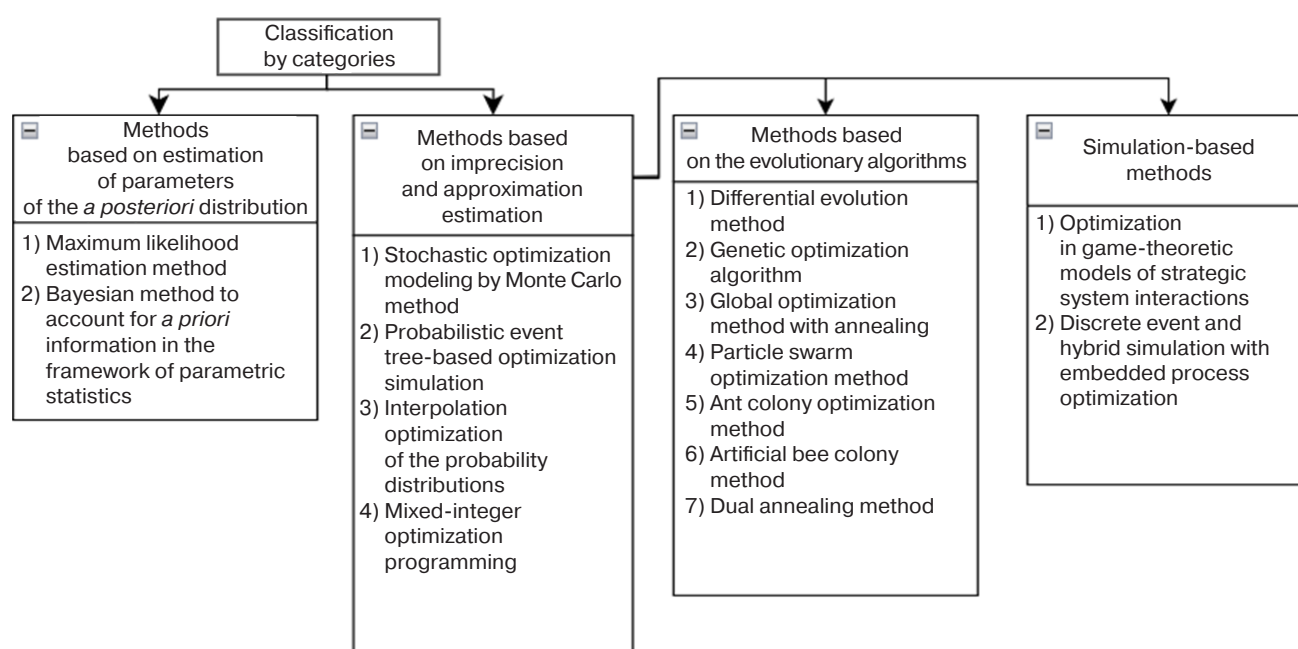 Classification
by categories
Methods
based on estimation
of parameters
of the a posteriori distribution
1) Maximum likelihood
estimation method
2) Bayesian method to
account for a priori
information in the
framework of parametric
statistics
Methods based
on imprecision
and approximation
estimation
1) Stochastic optimization
modeling by Monte Carlo
method
2) Probabilistic event
tree-based optimization
simulation
3) Interpolation
optimization
of the probability
distributions
4) Mixed-integer
optimization
programming
Methods based
on the evolutionary algorithms
1) Differential evolution
method
2) Genetic optimization
algorithm
3) Global optimization
method with annealing
4) Particle swarm
optimization method
5) Ant colony optimization
method
6) Artificial bee colony
method
7) Dual annealing method
Simulation-based
methods
1) Optimization
in game-theoretic
models of strategic
system interactions
2) Discrete event and
hybrid simulation with
embedded process
optimization